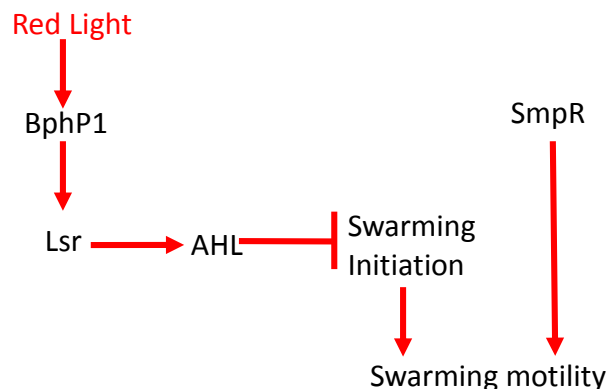 Red Light
BphP1
SmpR
Lsr
AHL
Swarming
Initiation
Swarming motility